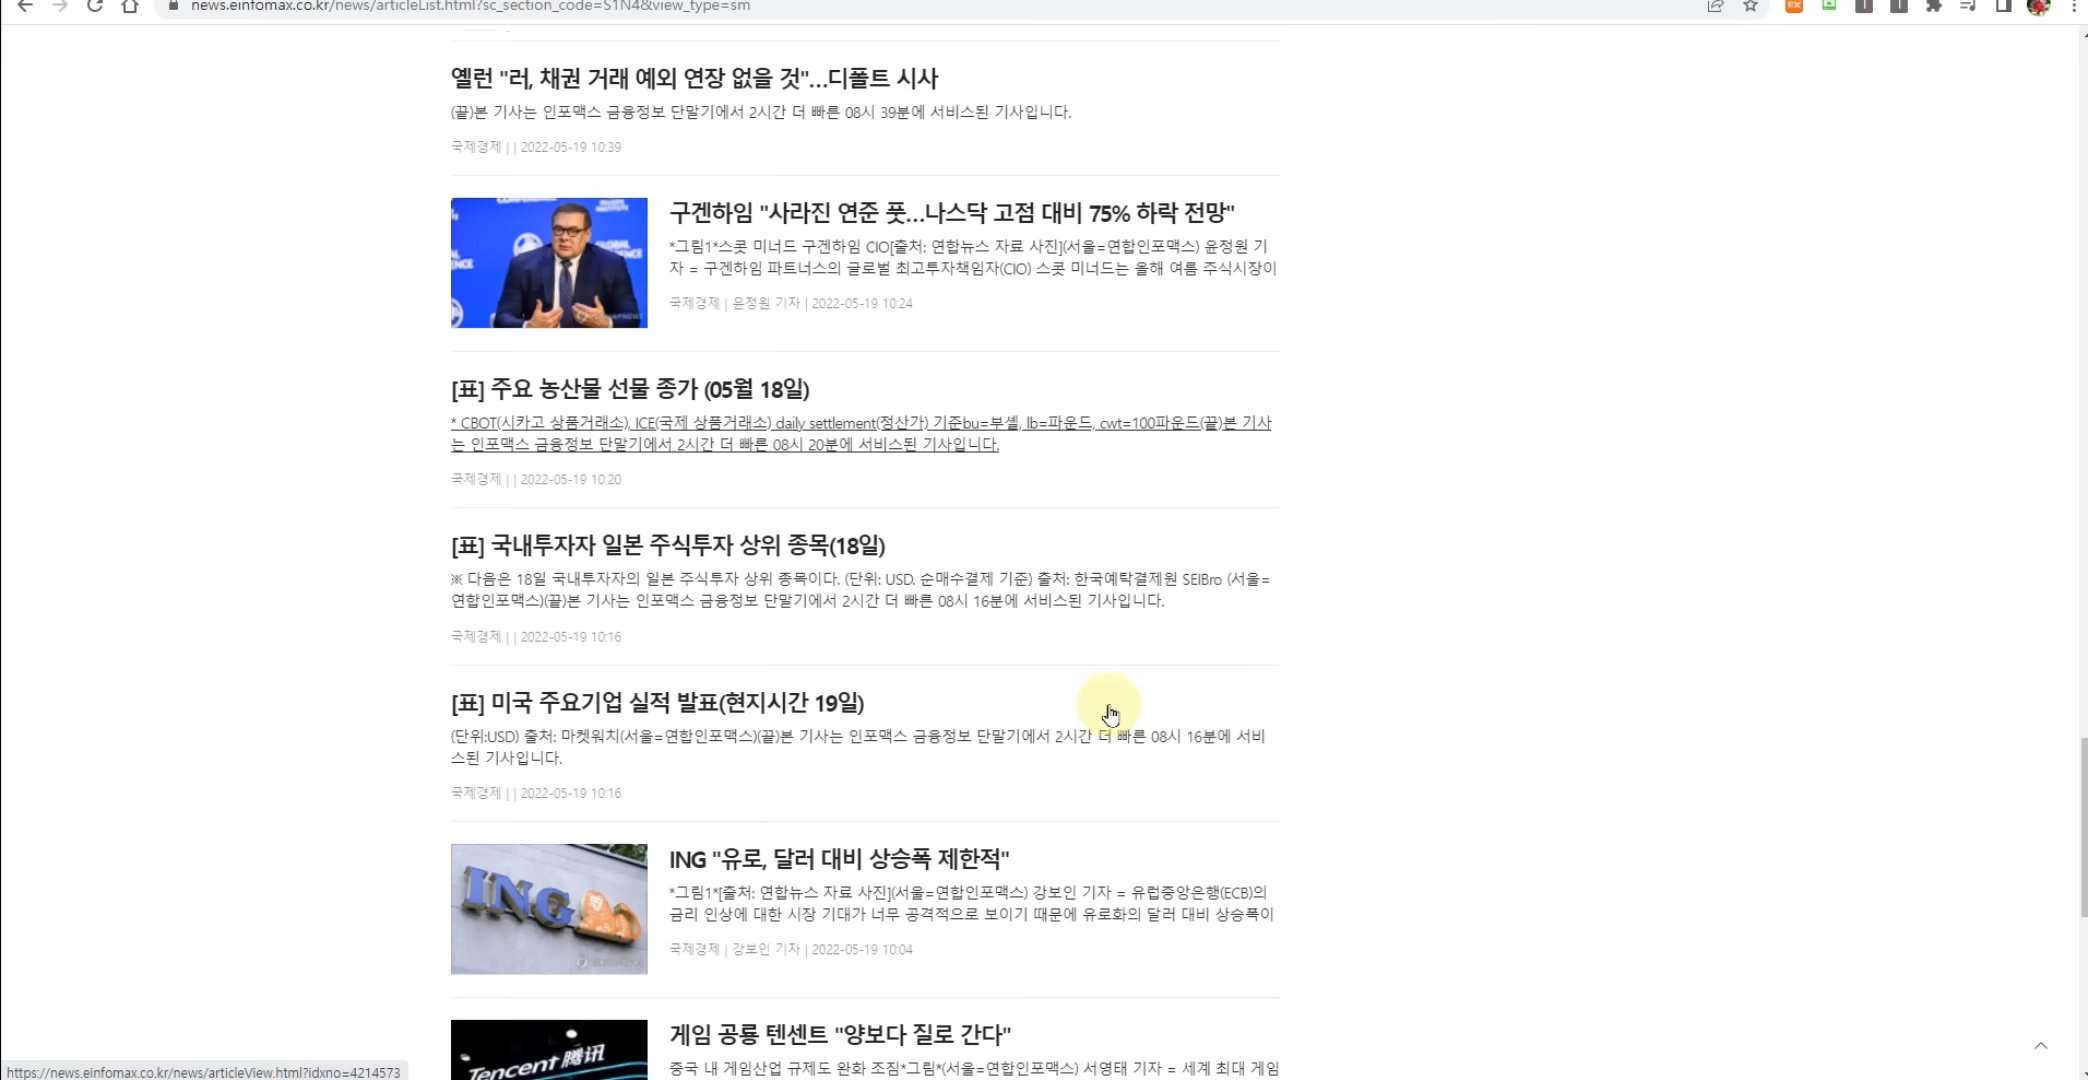 news.einfomax.co.kr/news/articleList.html?sc_section_code=S1N4&view_type=sm
옐런 "러, 채권 거래 예외 연장 없을 것"…디폴트 시사
(끝)본 기사는 인포맥스 금융정보 단말기에서 2시간 더 빠른 08시 39분에 서비스된 기사입니다.
국제경제 | | 2022-05-19 10:39
구겐하임 "사라진 연준 풋…나스닥 고점 대비 75% 하락 전망"
*그림1*스콧 미너드 구겐하임 CIO[출처: 연합뉴스 자료 사진](서울=연합인포맥스) 윤정원 기
자 = 구겐하임 파트너스의 글로벌 최고투자책임자(CIO) 스콧 미너드는 올해 여름 주식시장이
국제경제 | 윤정원 기자 | 2022-05-19 10:24
[표] 주요 농산물 선물 종가 (05월 18일)
* CBOT(시카고 상품거래소), ICE(국제 상품거래소) daily settlement(정산가) 기준bu=부셸, lb=파운드, cwt=100파운드(끝)본 기사
는 인포맥스 금융정보 단말기에서 2시간 더 빠른 08시 20분에 서비스된 기사입니다.
국제경제 | | 2022-05-19 10:20
[표] 국내투자자 일본 주식투자 상위 종목(18일)
※ 다음은 18일 국내투자자의 일본 주식투자 상위 종목이다. (단위: USD. 순매수결제 기준) 출처: 한국예탁결제원 SEIBro (서울=
연합인포맥스)(끝)본 기사는 인포맥스 금융정보 단말기에서 2시간 더 빠른 08시 16분에 서비스된 기사입니다.
국제경제 | | 2022-05-19 10:16
[표] 미국 주요기업 실적 발표(현지시간 19일)
(단위:USD) 출처: 마켓워치(서울=연합인포맥스)(끝)본 기사는 인포맥스 금융정보 단말기에서 2시간 더 빠른 08시 16분에 서비
스된 기사입니다.
국제경제 | | 2022-05-19 10:16
ING
ING "유로, 달러 대비 상승폭 제한적"
*그림1*[출처: 연합뉴스 자료 사진](서울=연합인포맥스) 강보인 기자 = 유럽중앙은행(ECB)의
금리 인상에 대한 시장 기대가 너무 공격적으로 보이기 때문에 유로화의 달러 대비 상승폭이
국제경제 | 강보인 기자 | 2022-05-19 10:04
Tencent 腾讯
게임 공룡 텐센트 "양보다 질로 간다"
중국 내 게임산업 규제도 완화 조짐*그림*(서울=연합인포맥스) 서영태 기자 = 세계 최대 게임
https://news.einfomax.co.kr/news/articleView.html?idxno=4214573